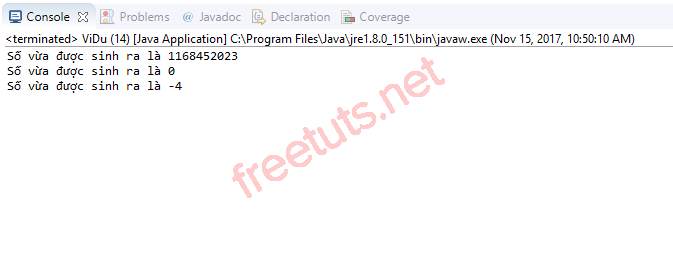 Console Problems @ Javadoc Declaration Coverage
<terminated> ViDu (14) [Java Application] C:\Program Files\Java\jre1.8.0_151\bin\javaw.exe (Nov 15, 2017, 10:50:10 AM)
Số vừa được sinh ra là 1168452023
Số vừa được sinh ra là 0
Số vừa được sinh ra là -4
freetuts.net